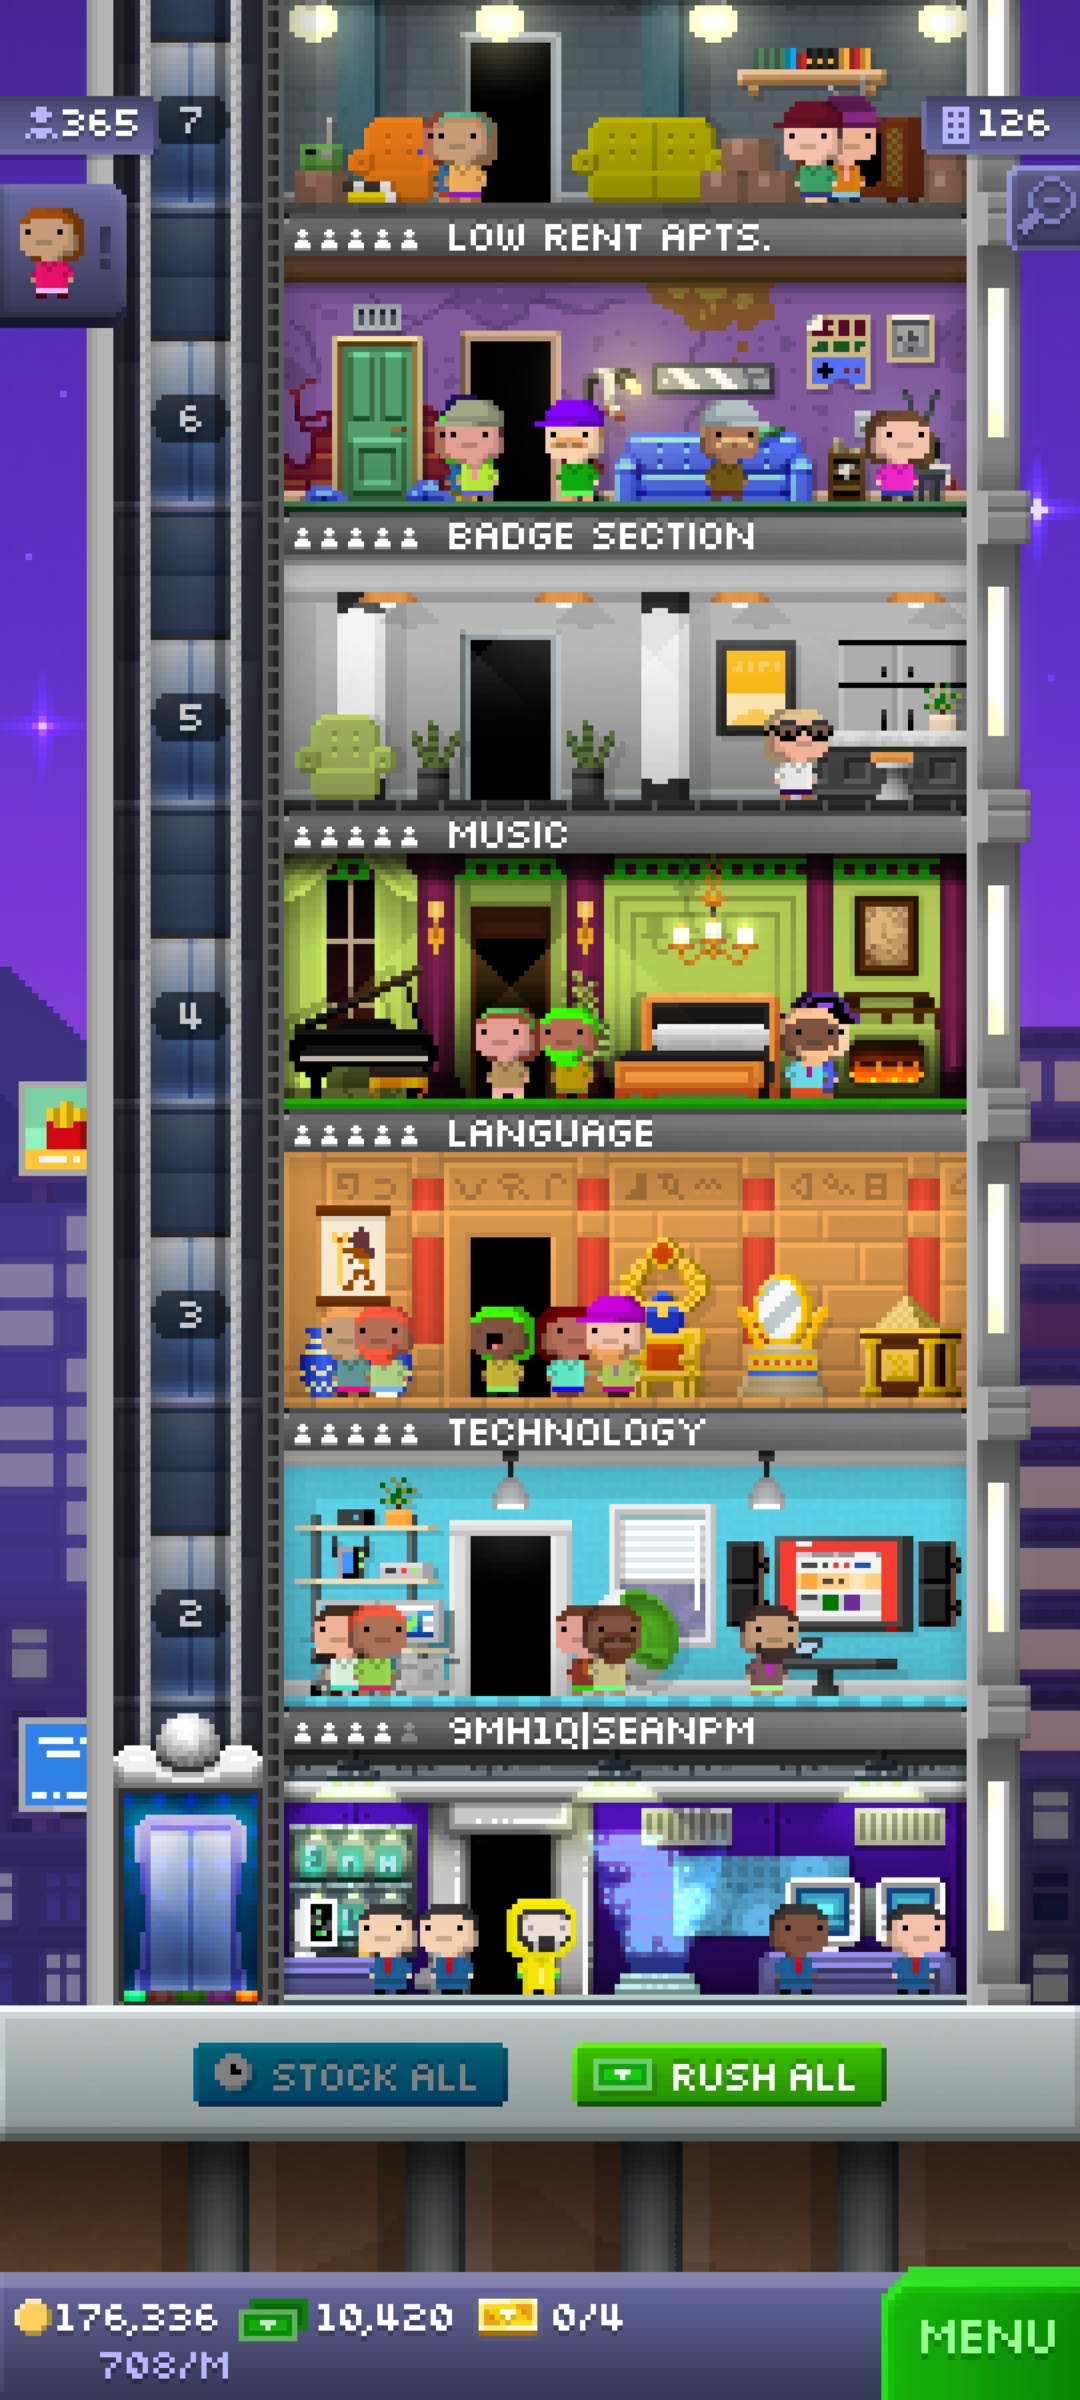 7
365
126
LOW RENT APTS.
6
BADGE SECTION
5
MUSIC
4
LANGUAGE
3
TECHNOLOGY
2
9MH1Q|SEANPM
STOCK ALL
RUSH ALL
176,336
10,420
0/4
708/M
MENU